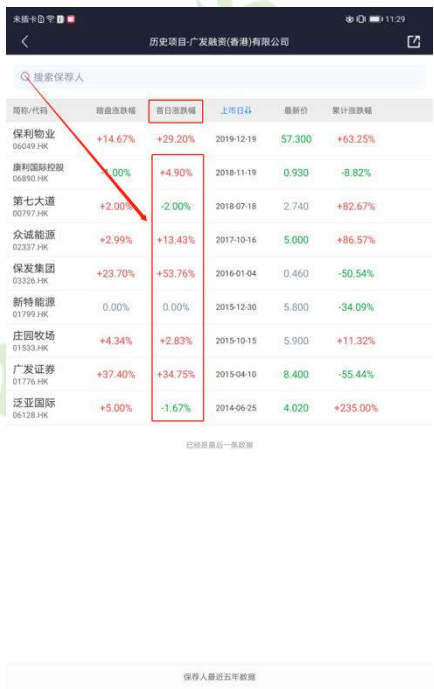 未插卡 11:29
历史项目-广发融资(香港)有限公司
搜索保荐人
简称/代码 暗盘涨跌幅 首日涨跌幅 上市日 最新价 累计涨跌幅
保利物业 +14.67% +29.20% 2019-12-19 57.300 +63.25%
06049.HK
康利国际控股 .00% +4.90% 2018-11-19 0.930 -8.82%
06890.HK
第七大道 +2.00% -2.00% 2018-07-18 2.740 +82.67%
00797.HK
众诚能源 +2.99% +13.43% 2017-10-16 5.000 +86.57%
02337.HK
保发集团 +23.70% +53.76% 2016-01-04 0.460 -50.54%
03326.HK
新特能源 0.00% 0.00% 2015-12-30 5.800 -34.09%
01799.HK
庄园牧场 +4.34% +2.83% 2015-10-15 5.900 +11.32%
01533.HK
广发证券 +37.40% +34.75% 2015-04-10 8.400 -55.44%
01776.HK
泛亚国际 +5.00% -1.67% 2014-06-25 4.020 +235.00%
06128.HK
已经是最后一条数据
保荐人最近五年数据